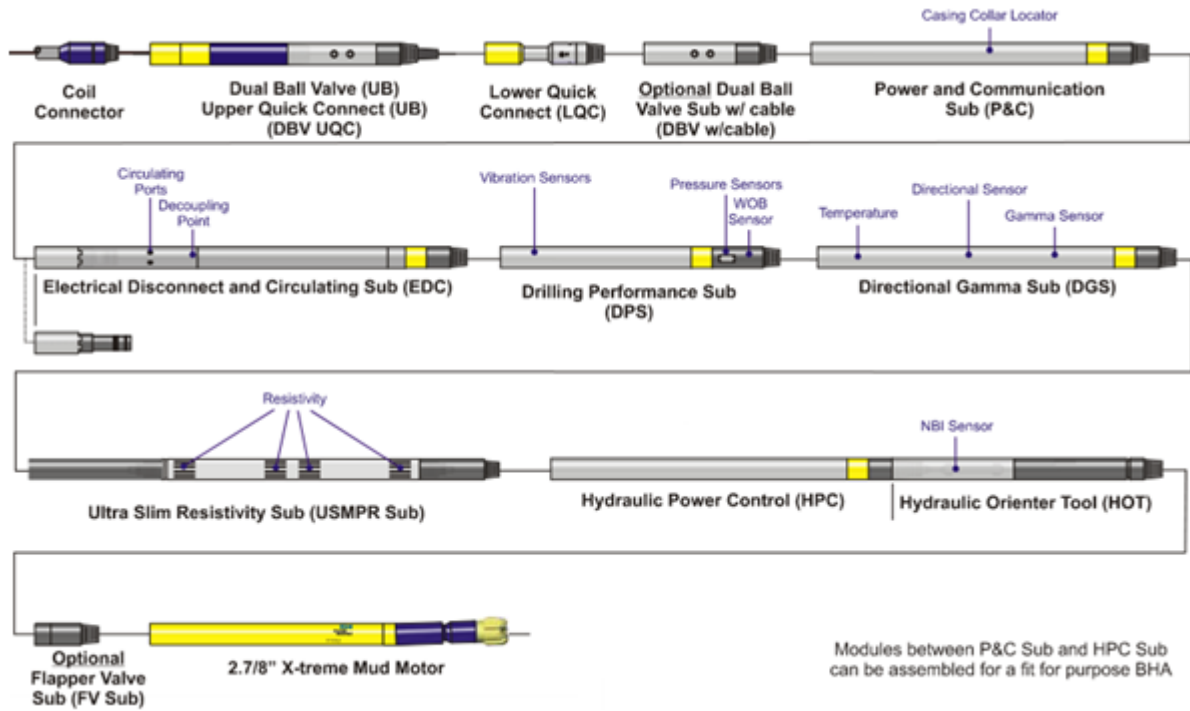 Casing Collar Locator
Coil
Connector
Dual Ball Valve (UB)
Upper Quick Connect (UB)
(DBV UQC)
Lower Quick
Connect (LQC)
Optional Dual Ball
Valve Sub w/ cable
(DBV w/cable)
Power and Communication
Sub (P&C)
Circulating
Ports
Decoupling
Point
Vibration Sensors
Pressure Sensors
WOB
Sensor
Temperature
Directional Sensor
Gamma Sensor
Electrical Disconnect and Circulating Sub (EDC)
Drilling Performance Sub
(DPS)
Directional Gamma Sub (DGS)
Resistivity
NBI Sensor
Ultra Slim Resistivity Sub (USMPR Sub)
Hydraulic Power Control (HPC)
Hydraulic Orienter Tool (HOT)
Optional
Flapper Valve
Sub (FV Sub)
2.7/8” X-treme Mud Motor
Modules between P&C Sub and HPC Sub
can be assembled for a fit for purpose BHA